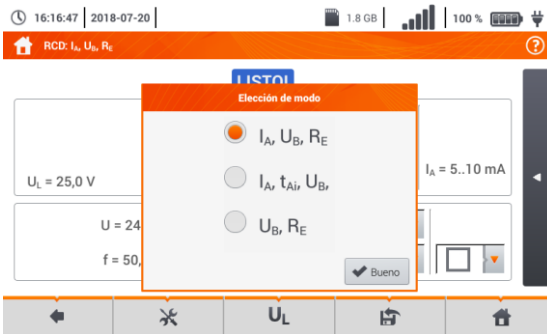 16:16:47 2018-07-20 1.8 GB 100 %
RCD: IA, UB, RE ?
LISTO!
Elección de modo
IA, UB, RE
IA, tAi, UB,
UB, RE
UL = 25,0 V
IA = 5..10 mA
U = 24
f = 50,
Bueno
UL